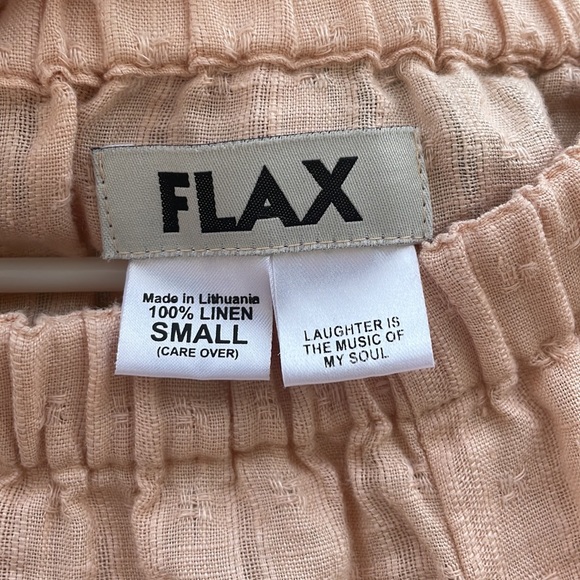 FLAX
Made in Lithuania
100% LINEN
SMALL
(CARE OVER)
LAUGHTER IS
THE MUSIC OF
MY SOUL